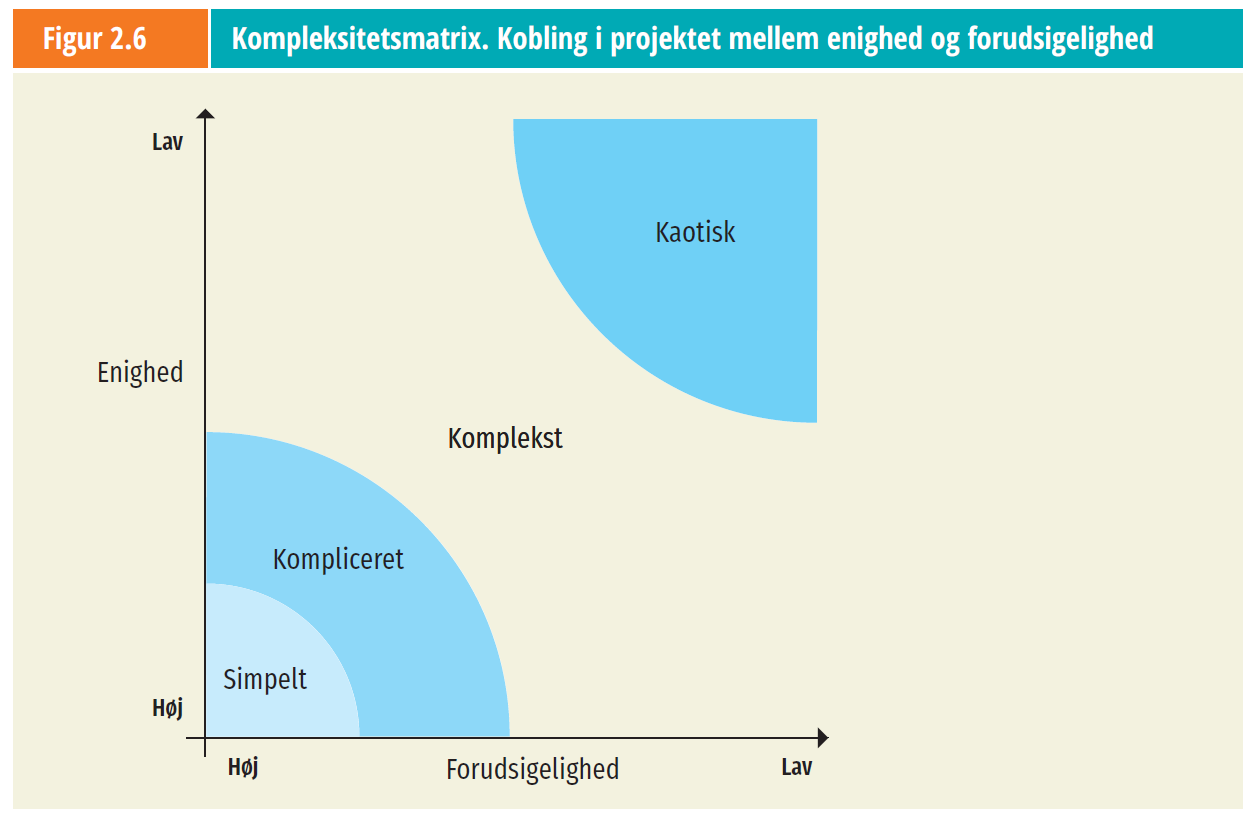 Figur 2.6
Kompleksitetsmatrix. Kobling i projektet mellem enighed og forudsigelighed
Lav
Kaotisk
Enighed
Komplekst
Kompliceret
Simpelt
Høj
Høj
Forudsigelighed
Lav